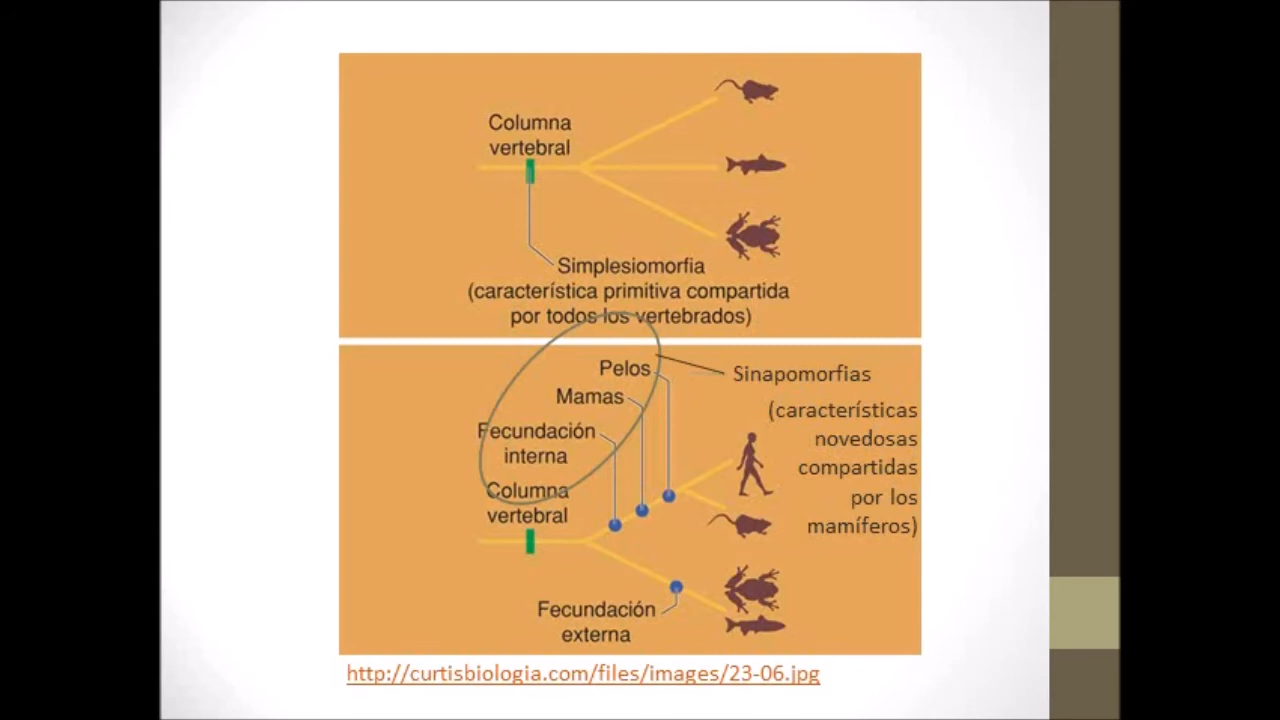 Columna
vertebral
Simplesiomorfia
(característica primitiva compartida
por todos los vertebrados)
Pelos
Mamas
Fecundación
interna
Columna
vertebral
Sinapomorfias
(características
novedosas
compartidas
por los
mamíferos)
Fecundación
externa
http://curtisbiologia.com/files/images/23-06.jpg